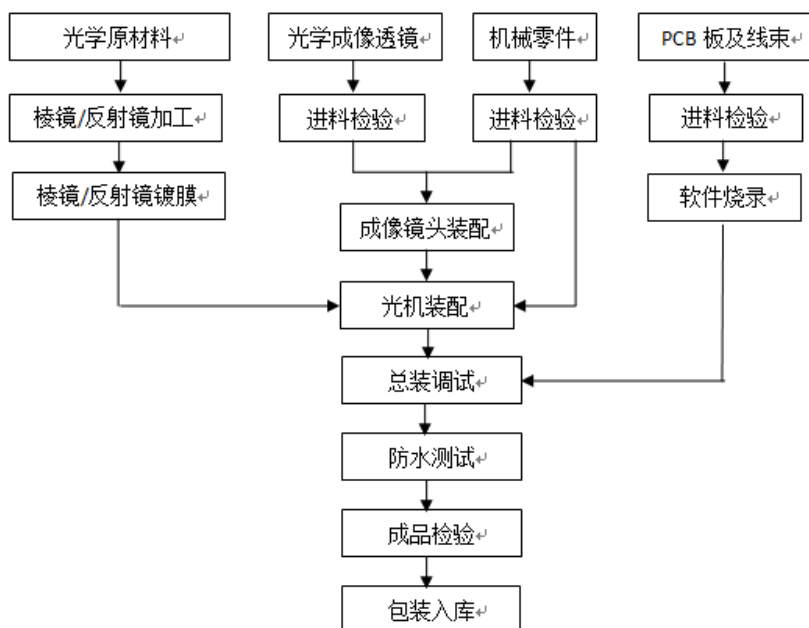 光学原材料
光学成像透镜
机械零件
PCB 板及线束
棱镜/反射镜加工
进料检验
进料检验
进料检验
棱镜/反射镜镀膜
软件烧录
成像镜头装配
光机装配
总装调试
防水测试
成品检验
包装入库